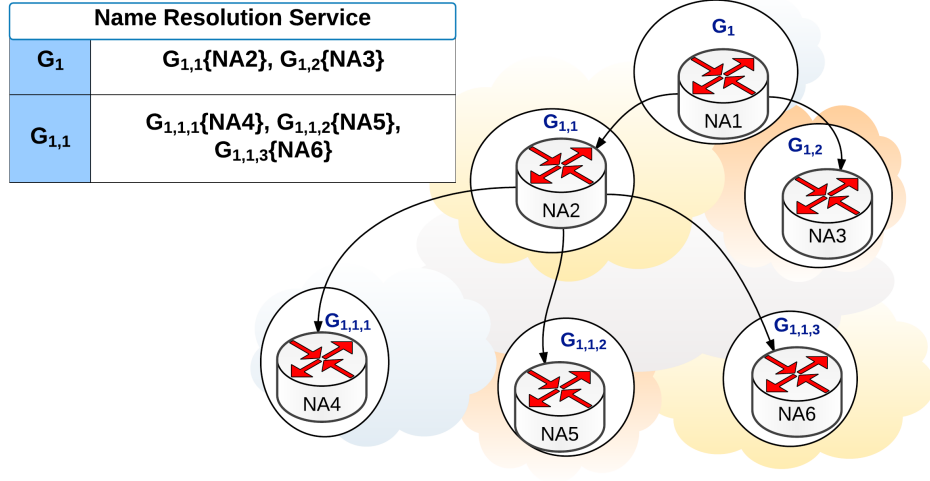 Name Resolution Service
G1 G1,1{NA2}, G1,2{NA3}
G1,1 G1,1,1{NA4}, G1,1,2{NA5},
G1,1,3{NA6}
G1
NA1
G1,1
NA2
G1,2
NA3
G1,1,1
NA4
G1,1,2
NA5
G1,1,3
NA6